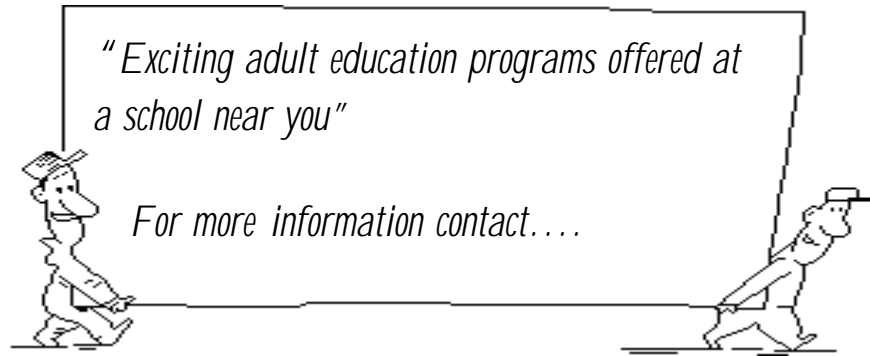 “Exciting adult education programs offered at
a school near you”
For more information contact....